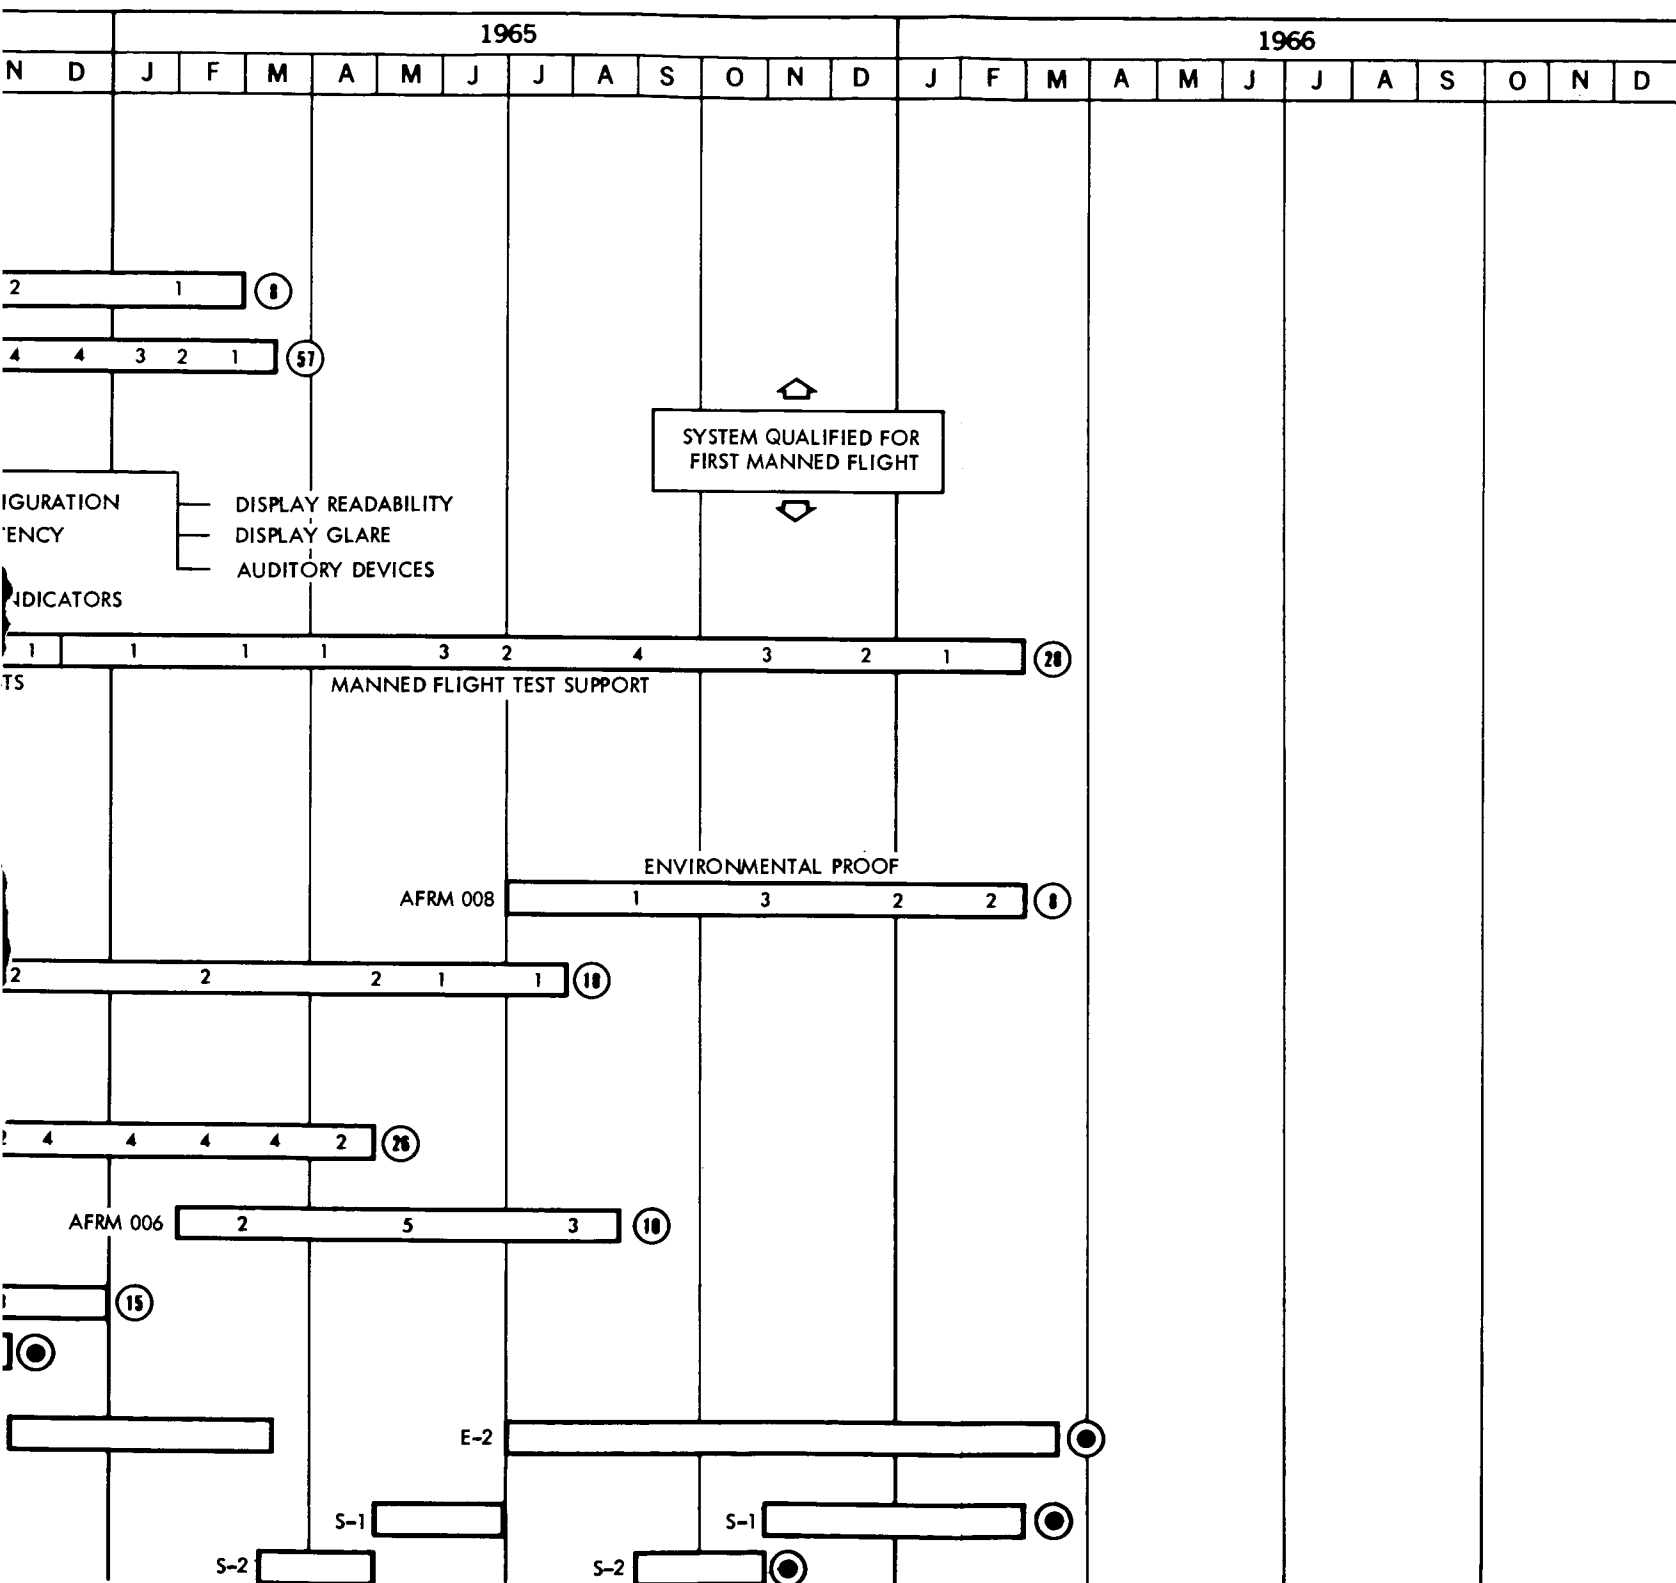 1965 1966
N D J F M A M J J A S O N D J F M A M J J A S O N D
2 1 8
4 4 3 2 1 57
SYSTEM QUALIFIED FOR
FIRST MANNED FLIGHT
IGURATION DISPLAY READABILITY
ENCY DISPLAY GLARE
AUDITORY DEVICES
NDICATORS
1 1 1 1 3 2 4 3 2 1 28
TS MANNED FLIGHT TEST SUPPORT
ENVIRONMENTAL PROOF
AFRM 008 1 3 2 2 8
2 2 2 1 1
4 4 4 4 2 26
AFRM 006 2 5 3 10
15
E-2
S-1 S-1
S-2 S-2